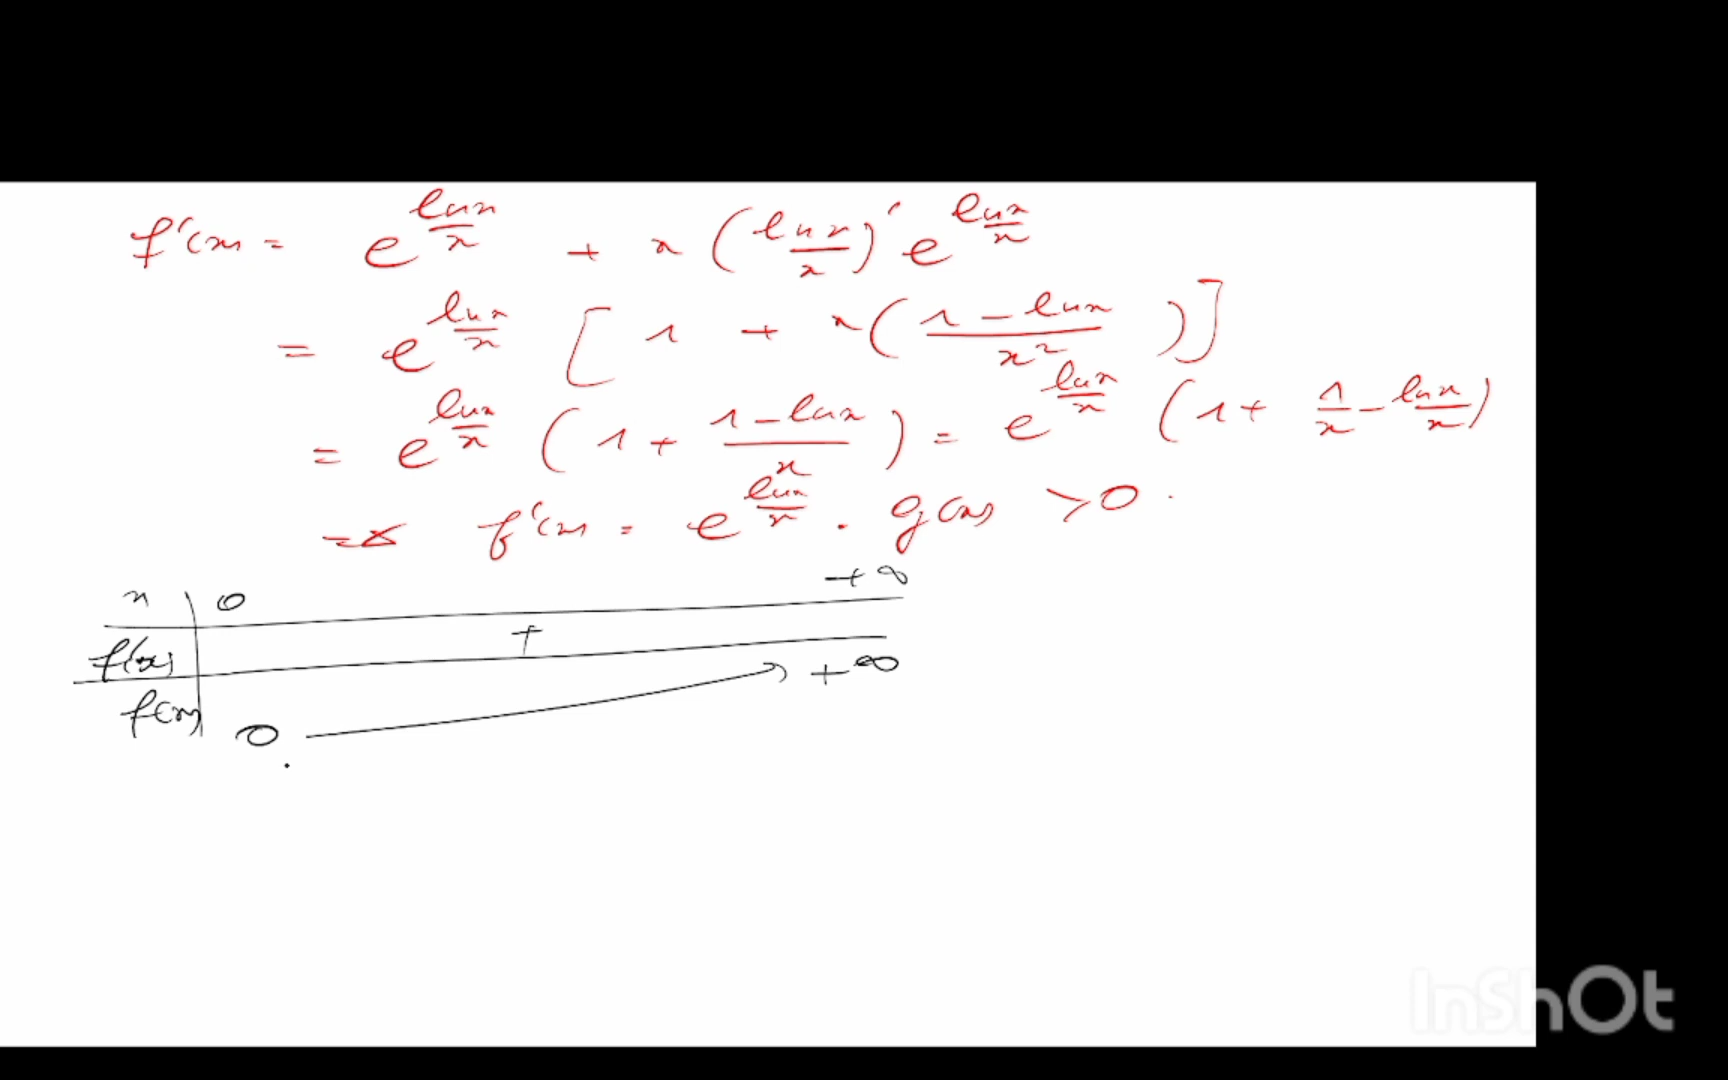 f'(x) = e^(ln x / x) + x (ln x / x)' e^(ln x / x)
= e^(ln x / x) [ 1 + x ( (1 - ln x) / x² ) ]
= e^(ln x / x) ( 1 + (1 - ln x) / x ) = e^(ln x / x) ( 1 + 1/x - ln x / x )
=> f'(x) = e^(ln x / x) . g(x) > 0 .
x | 0 +∞
f'(x) | +
f(x) | 0 → +∞
InShOt